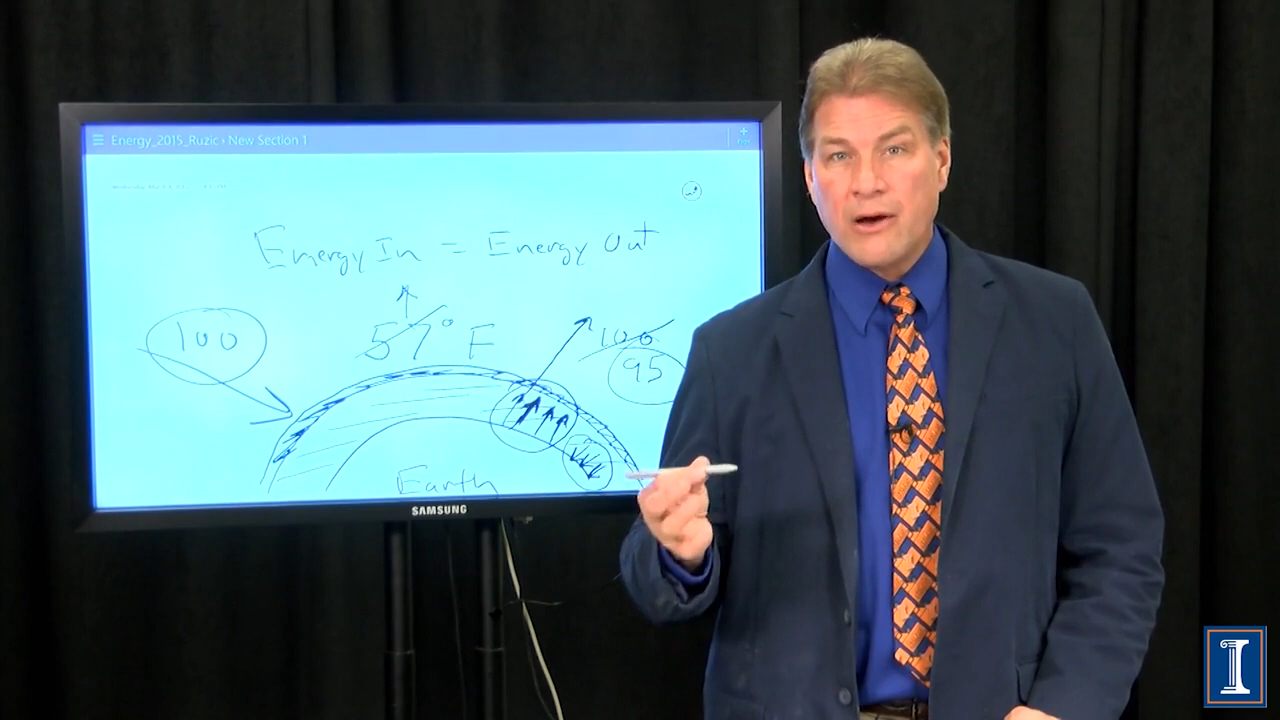 Energy_2015_Ruzic › New Section 1
Energy In = Energy Out
100
57° F
100
95
Earth
SAMSUNG
I